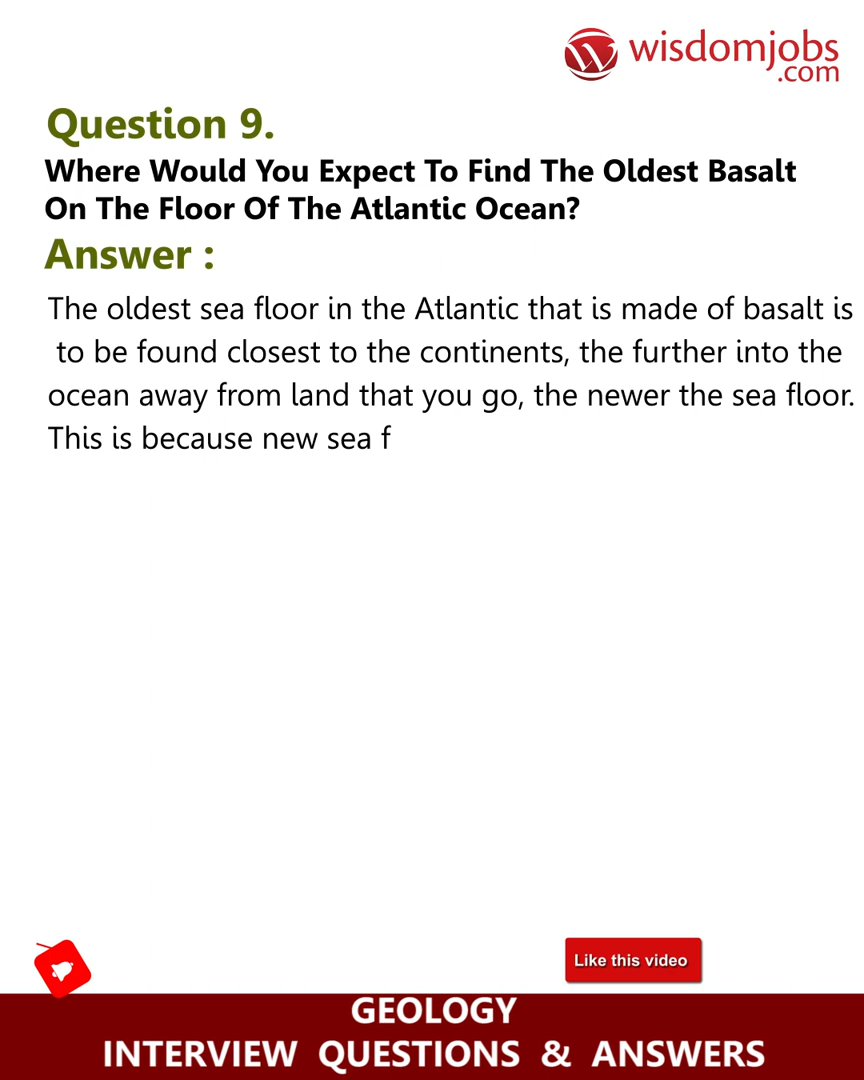 wisdomjobs
.com
Question 9.
Where Would You Expect To Find The Oldest Basalt
On The Floor Of The Atlantic Ocean?
Answer :
The oldest sea floor in the Atlantic that is made of basalt is
to be found closest to the continents, the further into the
ocean away from land that you go, the newer the sea floor.
This is because new sea f
Like this video
GEOLOGY
INTERVIEW QUESTIONS & ANSWERS